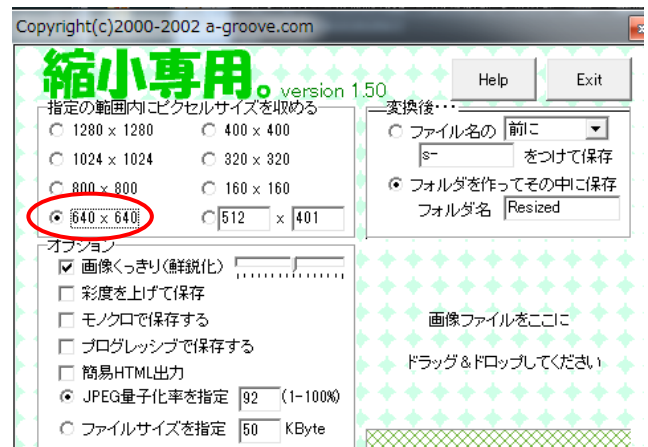 Copyright(c)2000-2002 a-groove.com
縮小専用。version 1.50
Help
Exit
指定の範囲内にピクセルサイズを収める
1280 x 1280
400 x 400
1024 x 1024
320 x 320
800 x 800
160 x 160
640 x 640
512 x 401
変換後・・・
ファイル名の 前に
s- をつけて保存
フォルダを作ってその中に保存
フォルダ名 Resized
オプション
画像くっきり(鮮鋭化)
彩度を上げて保存
モノクロで保存する
プログレッシブで保存する
簡易HTML出力
JPEG量子化率を指定 92 (1-100%)
ファイルサイズを指定 50 KByte
画像ファイルをここに
ドラッグ&ドロップしてください